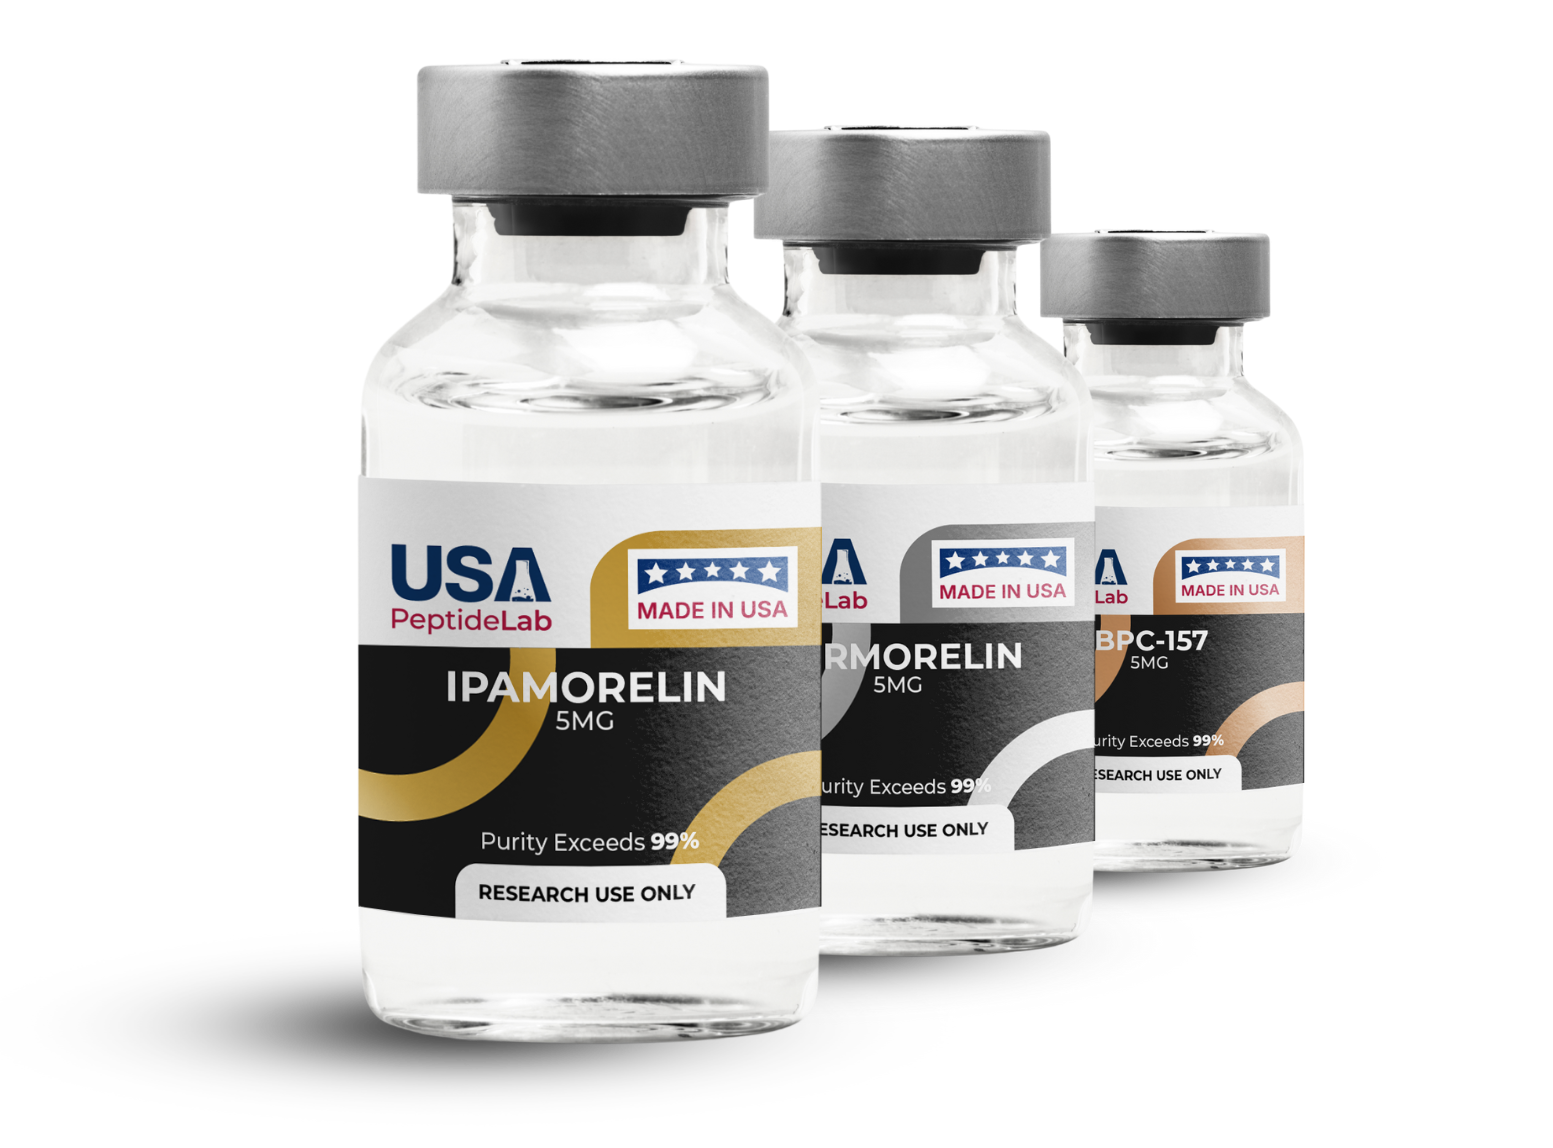 USA
PeptideLab
MADE IN USA
IPAMORELIN
5MG
Purity Exceeds 99%
RESEARCH USE ONLY
A
eLab
MADE IN USA
RMORELIN
5MG
urity Exceeds 99%
ESEARCH USE ONLY
A
Lab
MADE IN USA
BPC-157
5MG
urity Exceeds 99%
ESEARCH USE ONLY